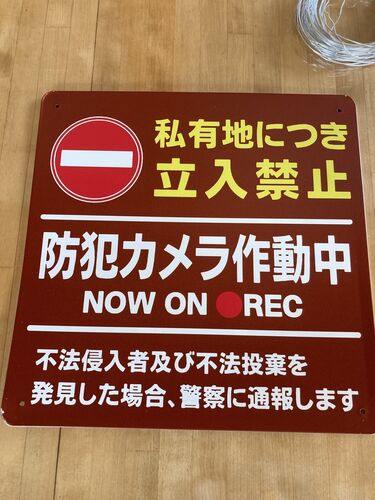 私有地につき
立入禁止
防犯カメラ作動中
NOW ON ●REC
不法侵入者及び不法投棄を
発見した場合、警察に通報します